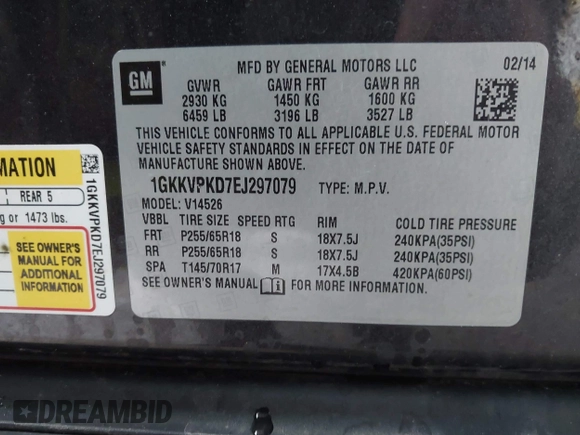 GM
MFD BY GENERAL MOTORS LLC 02/14
GVWR GAWR FRT GAWR RR
2930 KG 1450 KG 1600 KG
6459 LB 3196 LB 3527 LB
THIS VEHICLE CONFORMS TO ALL APPLICABLE U.S. FEDERAL MOTOR
VEHICLE SAFETY STANDARDS IN EFFECT ON THE DATE OF
MANUFACTURE SHOWN ABOVE.
1GKKVPKD7EJ297079 TYPE: M.P.V.
MODEL: V14526
VBBL TIRE SIZE SPEED RTG RIM COLD TIRE PRESSURE
FRT P255/65R18 S 18X7.5J 240KPA(35PSI)
RR P255/65R18 S 18X7.5J 240KPA(35PSI)
SPA T145/70R17 M 17X4.5B 420KPA(60PSI)
SEE OWNER'S MANUAL i FOR MORE INFORMATION.
MATION
REAR 5
or 1473 lbs.
SEE OWNER'S
MANUAL FOR
ADDITIONAL
INFORMATION
1GKKVPKD7EJ297079
DREAMBID